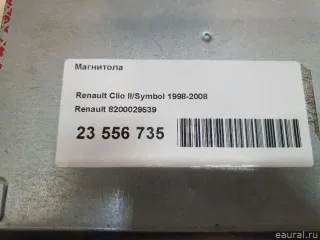 Магнитола
Renault Clio II/Symbol 1998-2008
Renault 8200029539
23 556 735
eaural.ru